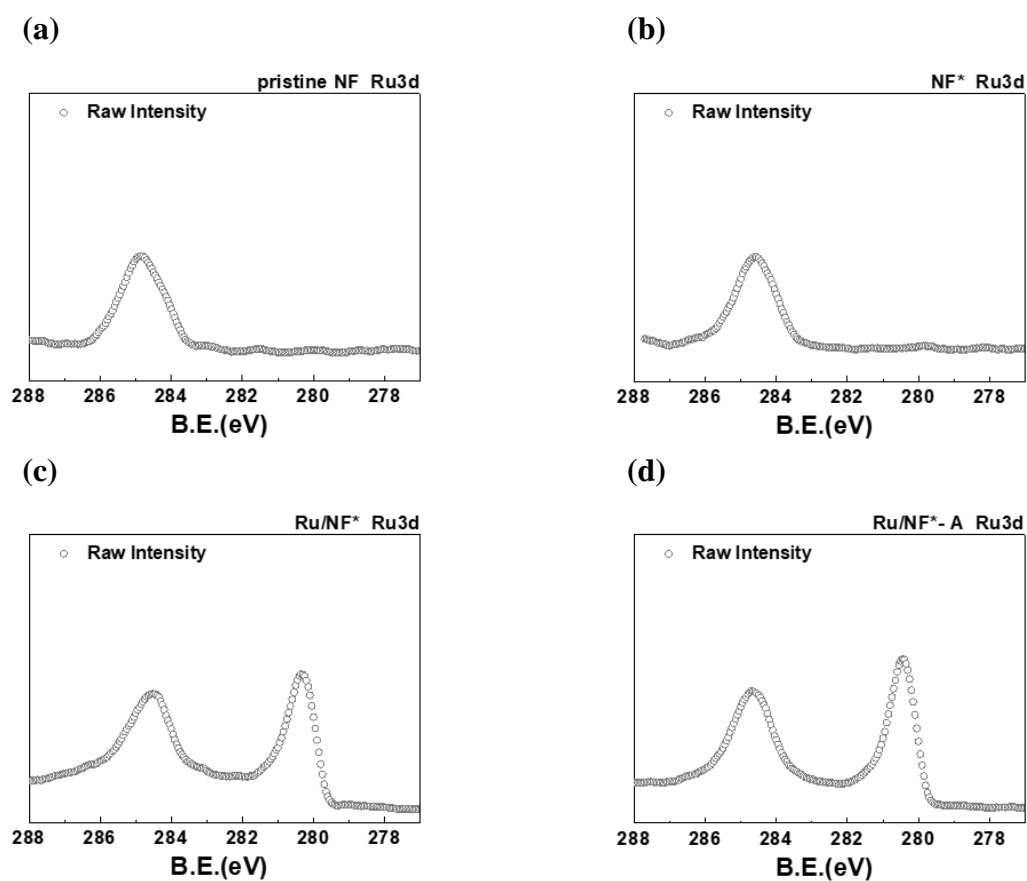 (a)
pristine NF Ru3d
○ Raw Intensity
288 286 284 282 280 278
B.E.(eV)
(b)
NF* Ru3d
○ Raw Intensity
288 286 284 282 280 278
B.E.(eV)
(c)
Ru/NF* Ru3d
○ Raw Intensity
288 286 284 282 280 278
B.E.(eV)
(d)
Ru/NF*- A Ru3d
○ Raw Intensity
288 286 284 282 280 278
B.E.(eV)